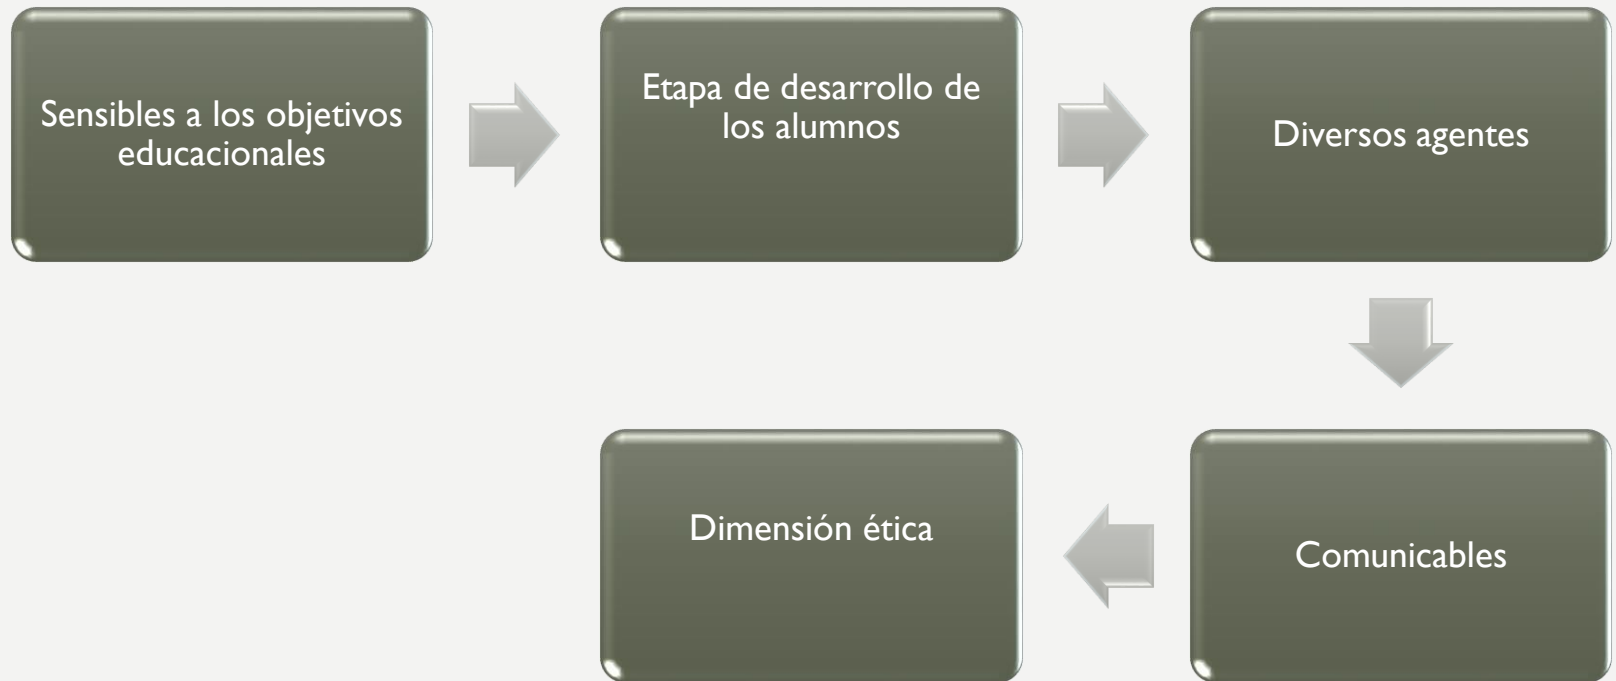 Sensibles a los objetivos
educacionales
Etapa de desarrollo de
los alumnos
Diversos agentes
Comunicables
Dimensión ética